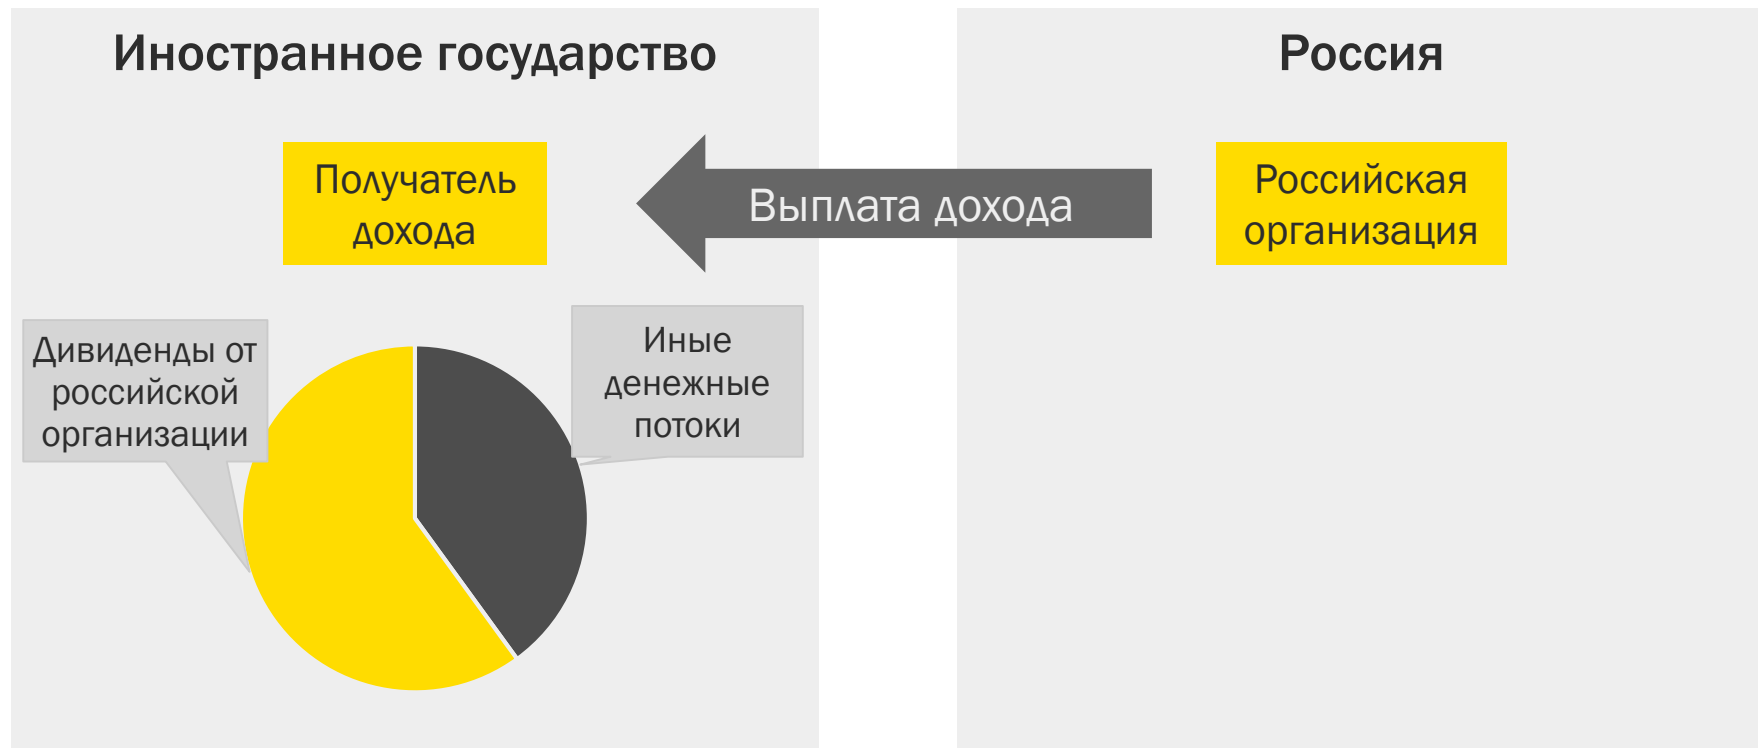 Иностранное государство
Россия
Получатель
дохода
Выплата дохода
Российская
организация
Дивиденды от
российской
организации
Иные
денежные
потоки